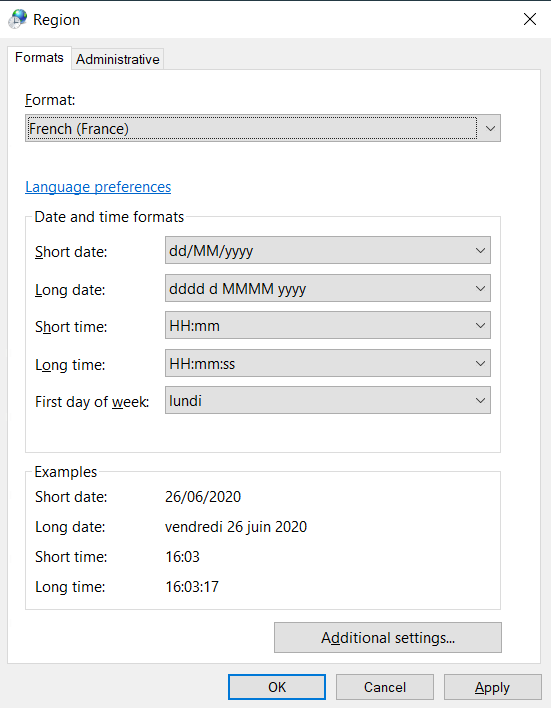 Region
Formats Administrative
Format:
French (France)
Language preferences
Date and time formats
Short date: dd/MM/yyyy
Long date: dddd d MMMM yyyy
Short time: HH:mm
Long time: HH:mm:ss
First day of week: lundi
Examples
Short date: 26/06/2020
Long date: vendredi 26 juin 2020
Short time: 16:03
Long time: 16:03:17
Additional settings...
OK Cancel Apply